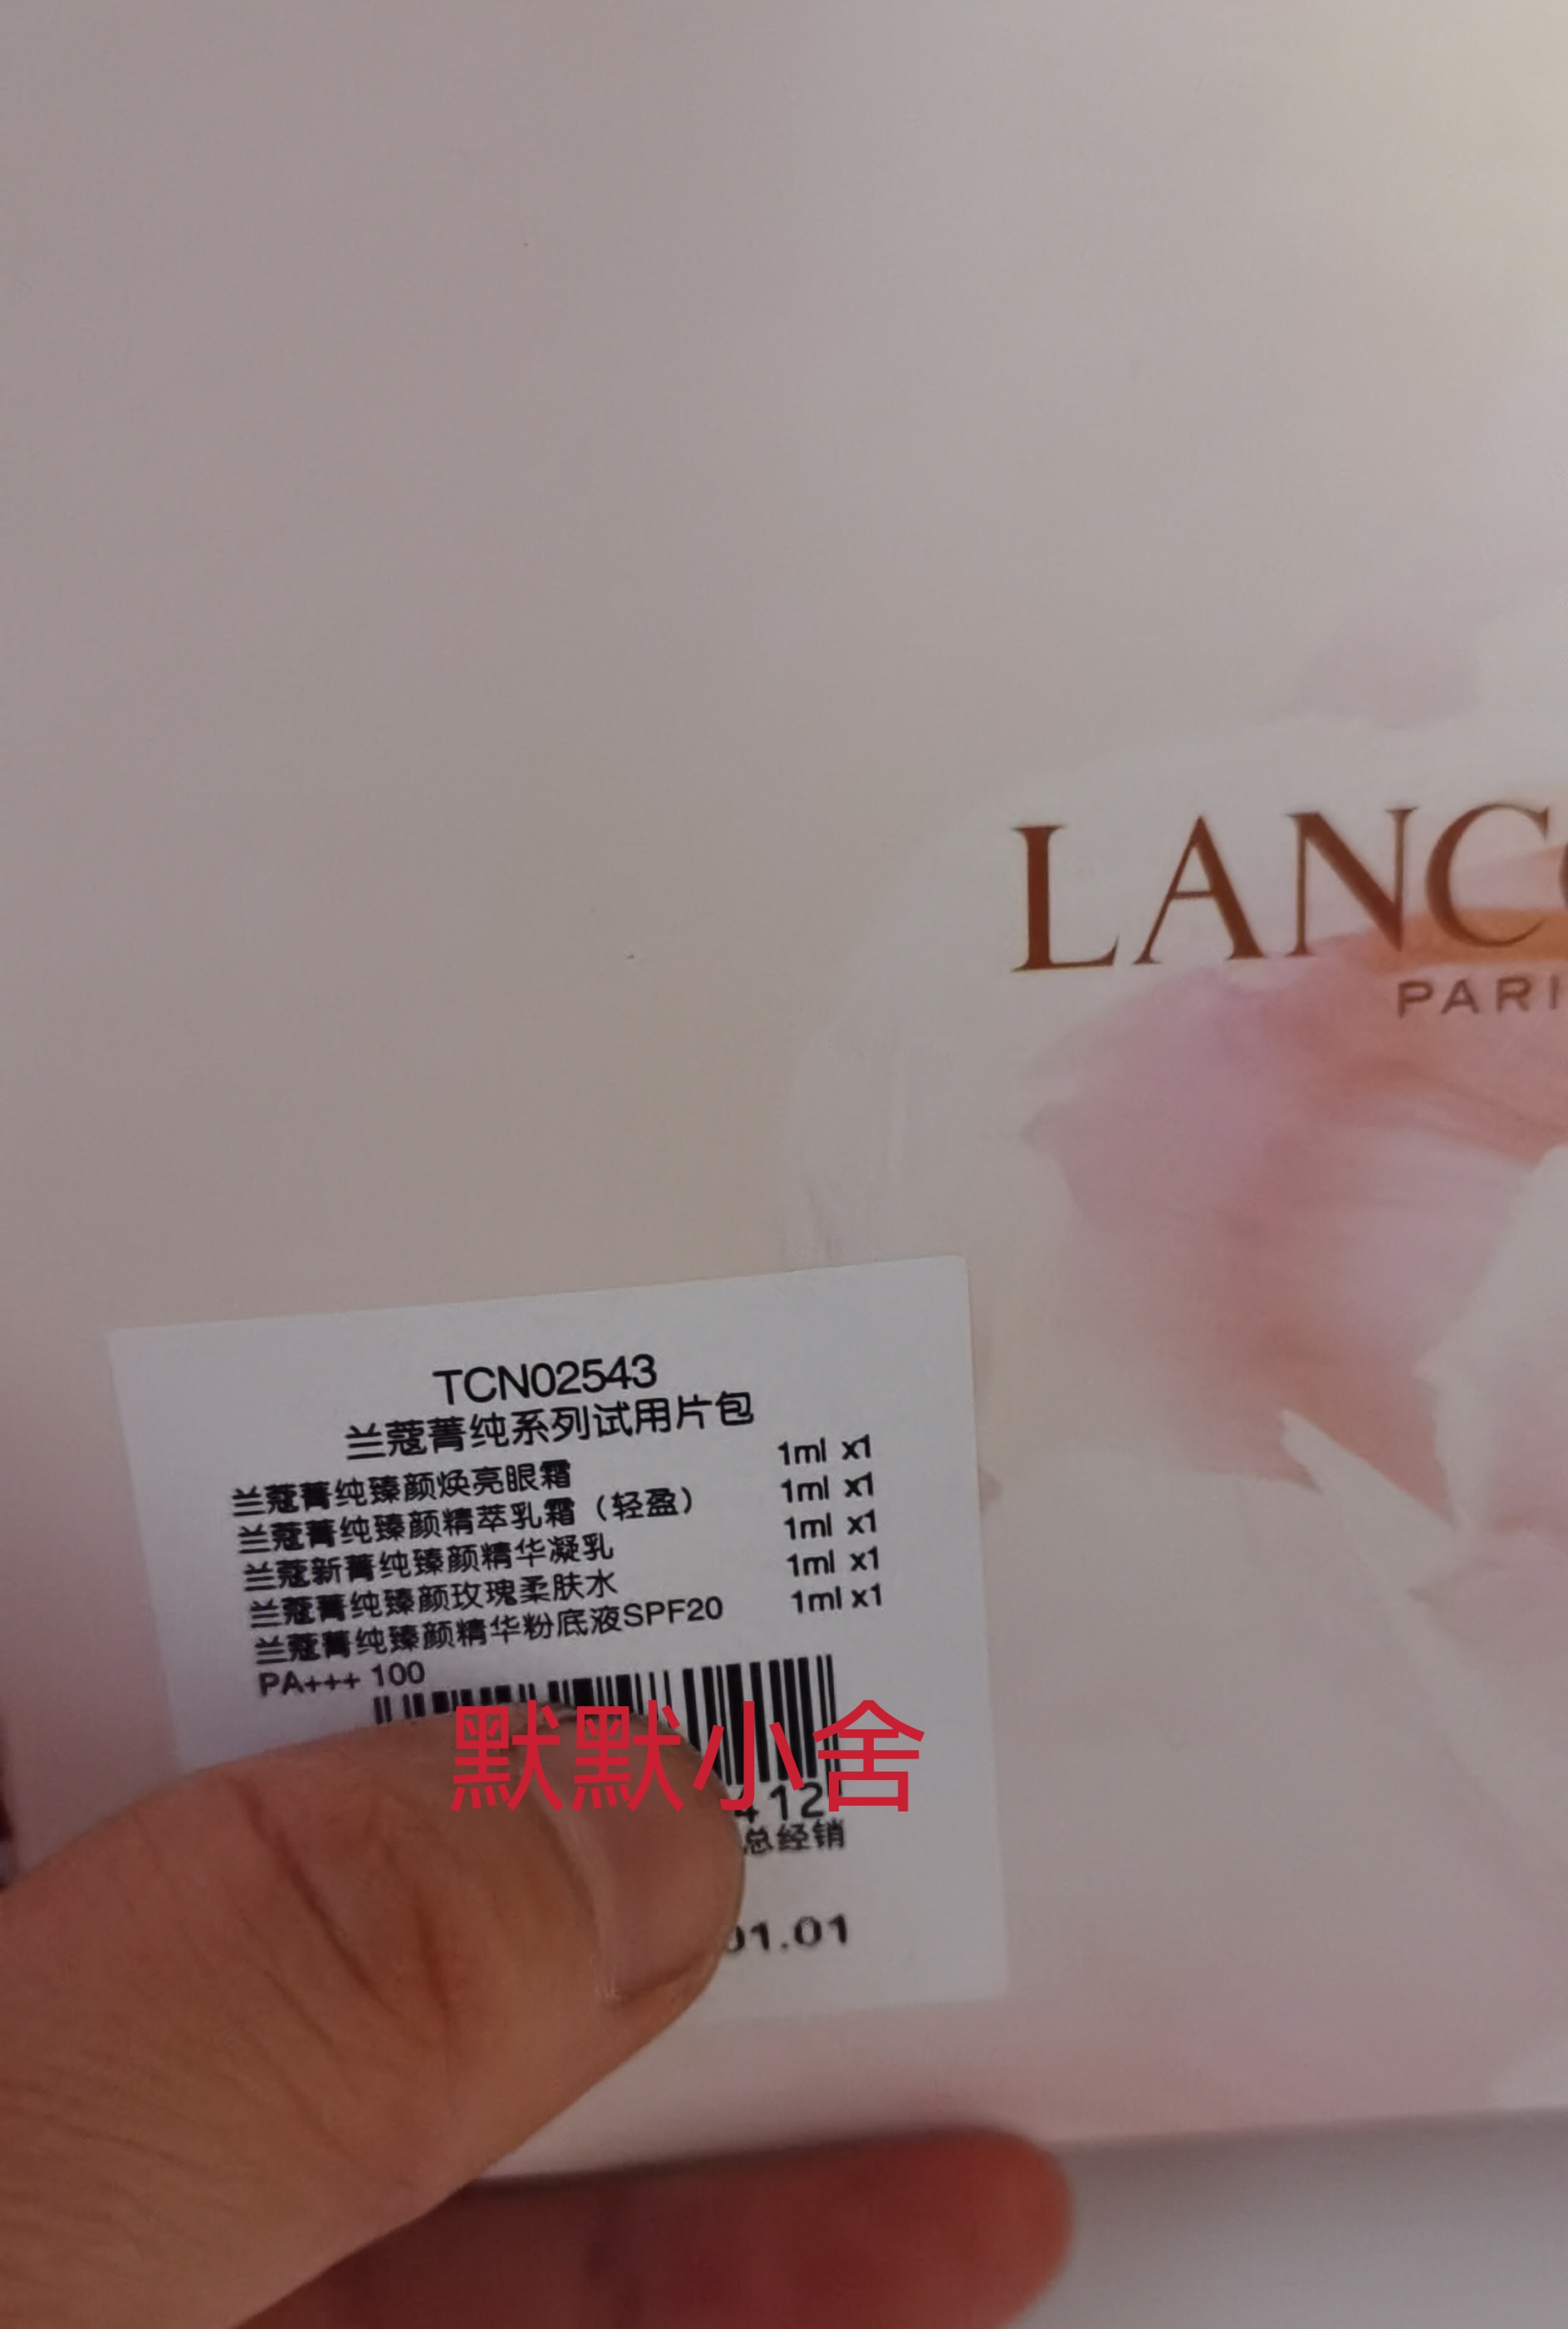 LANCO
PARI
TCN02543
兰蔻菁纯系列试用片包
兰蔻菁纯臻颜焕亮眼霜 1ml x1
兰蔻菁纯臻颜精萃乳霜（轻盈） 1ml x1
兰蔻新菁纯臻颜精华凝乳 1ml x1
兰蔻菁纯臻颜玫瑰柔肤水 1ml x1
兰蔻菁纯臻颜精华粉底液SPF20 1ml x1
PA+++ 100
默默小舍
412
总经销
01.01